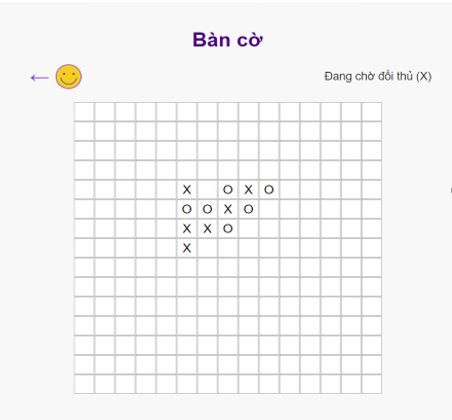 Bàn cờ
←
Đang chờ đối thủ (X)
X O X O
O O X O
X X O
X